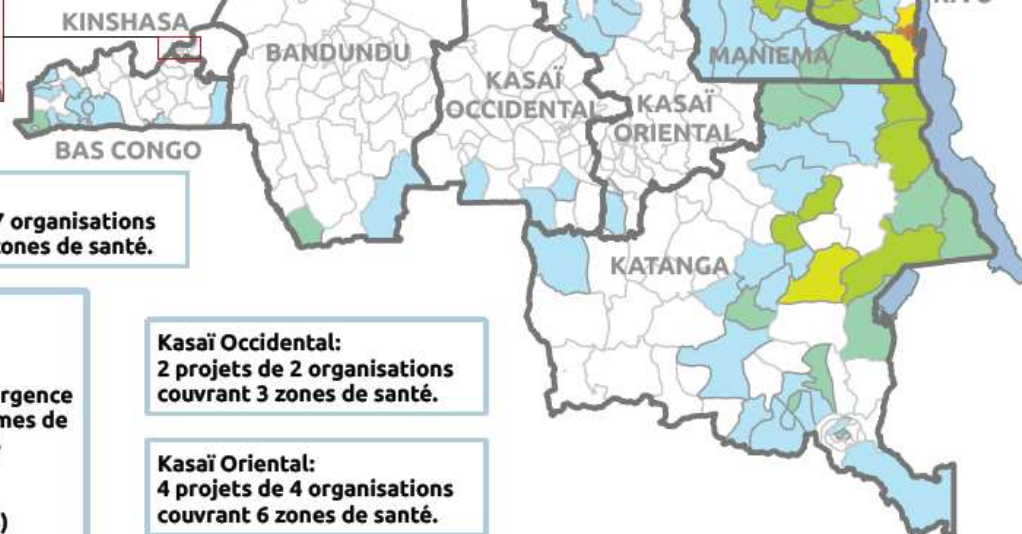 KINSHASA
BANDUNDU
MANIEMA
KASAÏ
OCCIDENTAL
KASAÏ
ORIENTAL
BAS CONGO
organisations
zones de santé.
KATANGA
Kasaï Occidental:
2 projets de 2 organisations
couvrant 3 zones de santé.
de
Kasaï Oriental:
4 projets de 4 organisations
couvrant 6 zones de santé.
)